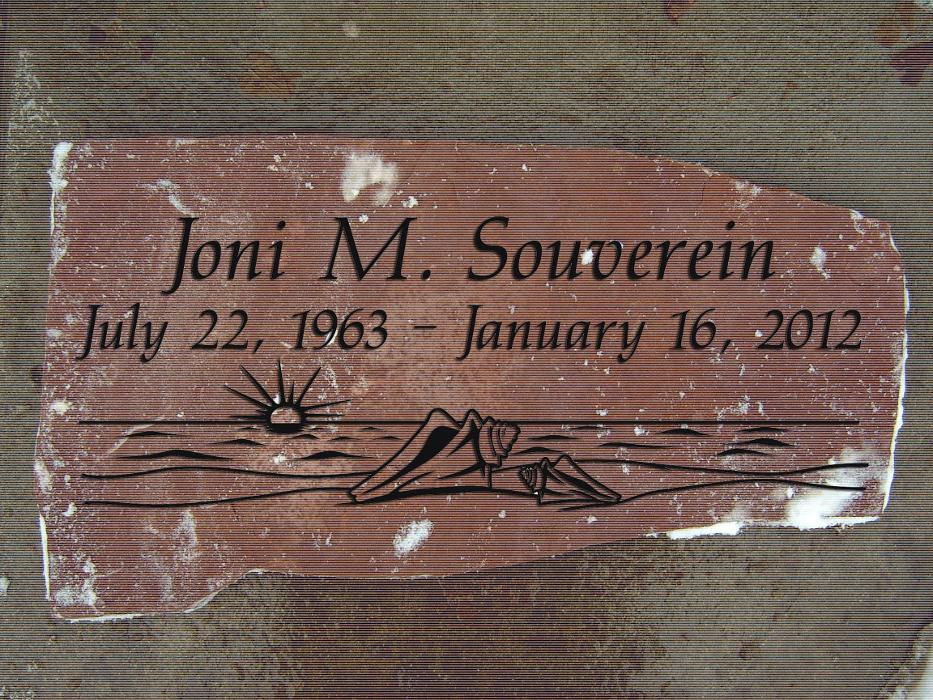 Joni M. Souverein
July 22, 1963 - January 16, 2012